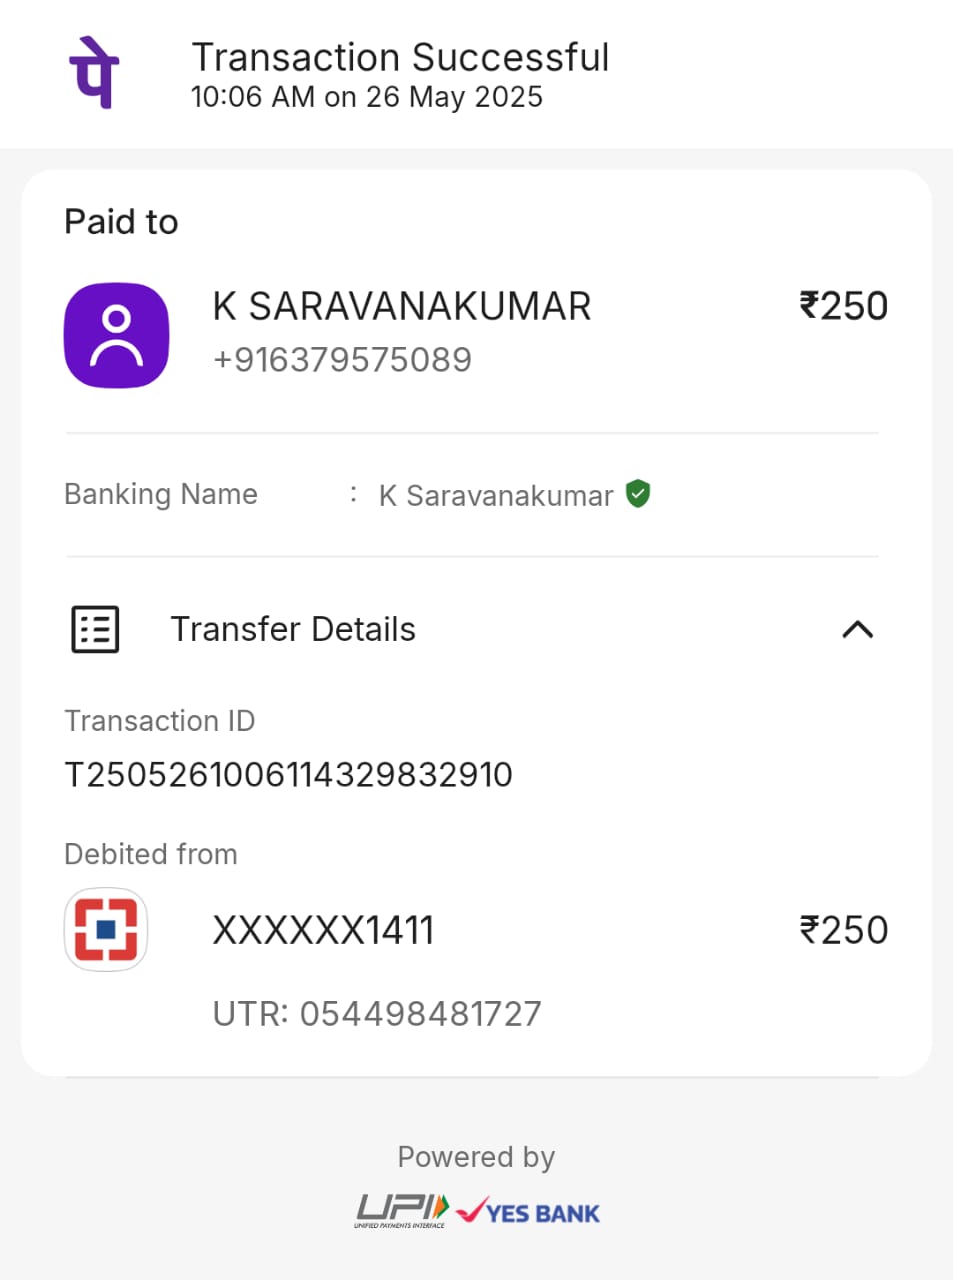 पे
Transaction Successful
10:06 AM on 26 May 2025
Paid to
K SARAVANAKUMAR ₹250
+916379575089
Banking Name : K Saravanakumar
Transfer Details
Transaction ID
T2505261006114329832910
Debited from
XXXXXX1411 ₹250
UTR: 054498481727
Powered by
UPI YES BANK
UNIFIED PAYMENTS INTERFACE